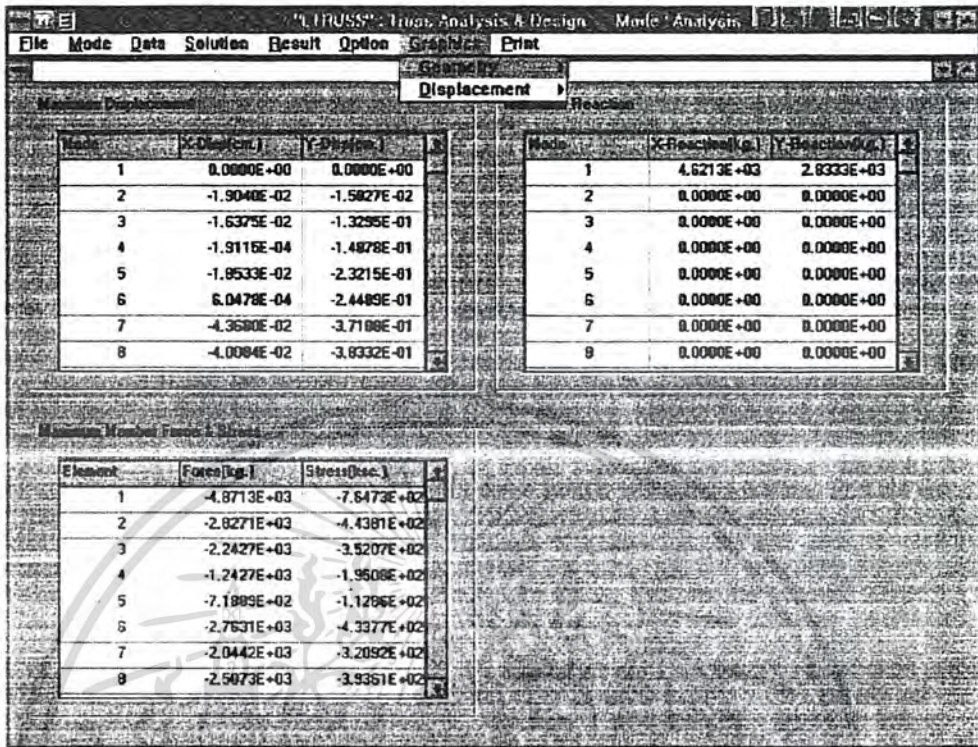 "LTRUSS" : Truss Analysis & Design Mode : Analysis
File Mode Data Solution Result Option Graphics Print
Geometry
Displacement
Maximum Displacement
Reaction
Node X-Disp(cm.) Y-Disp(cm.)
1 0.0000E+00 0.0000E+00
2 -1.9040E-02 -1.5827E-02
3 -1.6375E-02 -1.3295E-01
4 -1.9115E-04 -1.4878E-01
5 -1.8533E-02 -2.3215E-01
6 6.0478E-04 -2.4489E-01
7 -4.3680E-02 -3.7188E-01
8 -4.0084E-02 -3.8332E-01
Node X-Reaction(kg.) Y-Reaction(kg.)
1 4.6213E+03 2.8333E+03
2 0.0000E+00 0.0000E+00
3 0.0000E+00 0.0000E+00
4 0.0000E+00 0.0000E+00
5 0.0000E+00 0.0000E+00
6 0.0000E+00 0.0000E+00
7 0.0000E+00 0.0000E+00
8 0.0000E+00 0.0000E+00
Maximum Member Force & Stress
Element Force(kg.) Stress(ksc.)
1 -4.8713E+03 -7.6473E+02
2 -2.8271E+03 -4.4381E+02
3 -2.2427E+03 -3.5207E+02
4 -1.2427E+03 -1.9508E+02
5 -7.1889E+02 -1.1286E+02
6 -2.7631E+03 -4.3377E+02
7 -2.0442E+03 -3.2092E+02
8 -2.5073E+03 -3.9361E+02